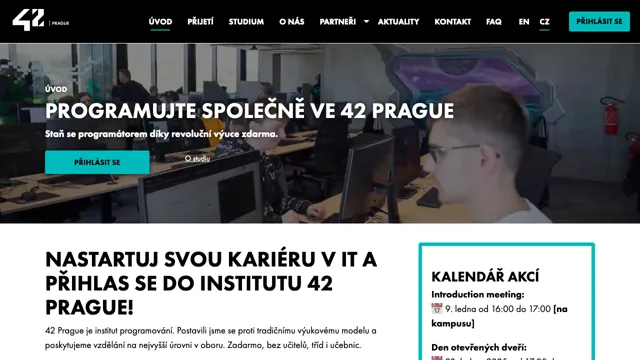 42 PRAGUE
ÚVOD PŘIJETÍ STUDIUM O NÁS PARTNEŘI AKTUALITY KONTAKT FAQ EN CZ PŘIHLÁSIT SE
ÚVOD
PROGRAMUJTE SPOLEČNĚ VE 42 PRAGUE
Staň se programátorem díky revoluční výuce zdarma.
PŘIHLÁSIT SE
O studiu
NASTARTUJ SVOU KARIÉRU V IT A
PŘIHLAS SE DO INSTITUTU 42
PRAGUE!
42 Prague je institut programování. Postavili jsme se proti tradičnímu výukovému modelu a
poskytujeme vzdělání na nejvyšší úrovni v oboru. Zadarmo, bez učitelů, tříd i učebnic.
KALENDÁŘ AKCÍ
Introduction meeting:
📅 9. ledna od 16:00 do 17:00 [na
kampusu]
Den otevřených dveří: